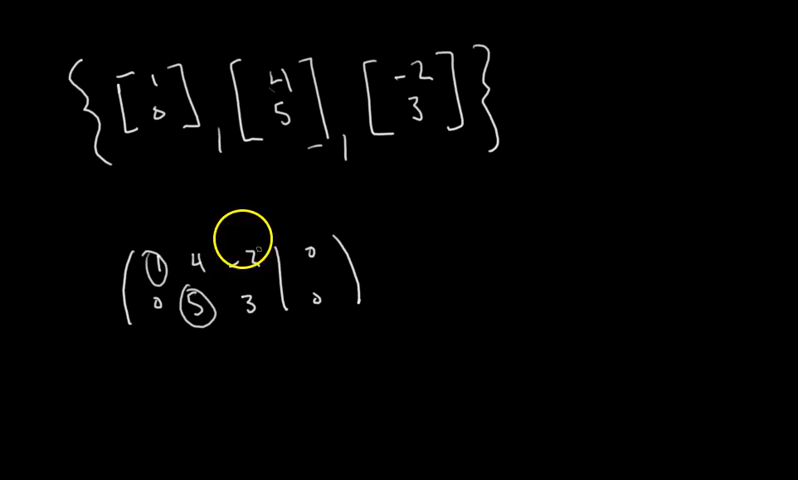 { [ 1 ] , [ 4 ] , [ -2 ] }
0 5 3
( 1 4 -2 | 0 )
0 5 3 | 0